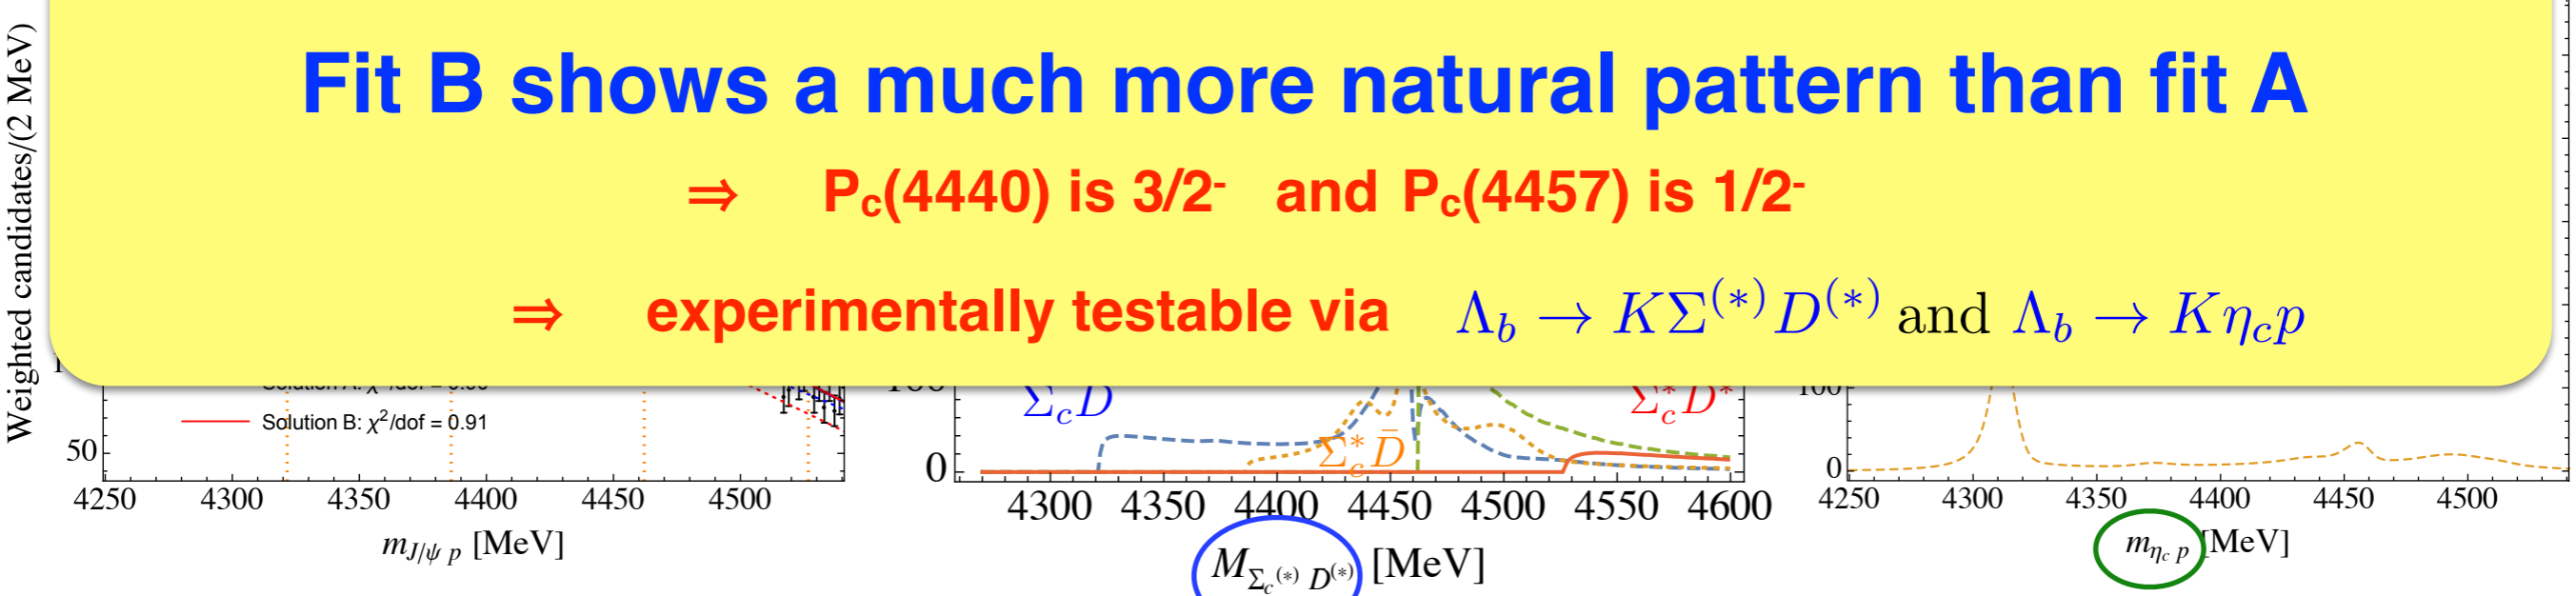 Weighted candidates/(2 MeV)
Fit B shows a much more natural pattern than fit A
⇒ Pc(4440) is 3/2- and Pc(4457) is 1/2-
⇒ experimentally testable via Λb → KΣ(*)D(*) and Λb → Kηcp
Solution B: χ2/dof = 0.91
50
4250 4300 4350 4400 4450 4500
mJ/ψ p [MeV]
100
ΣcD
Σ*cD*
Σ*cD̄
0
4300 4350 4400 4450 4500 4550 4600
MΣc(*) D(*) [MeV]
100
0
4250 4300 4350 4400 4450 4500
mηc p [MeV]